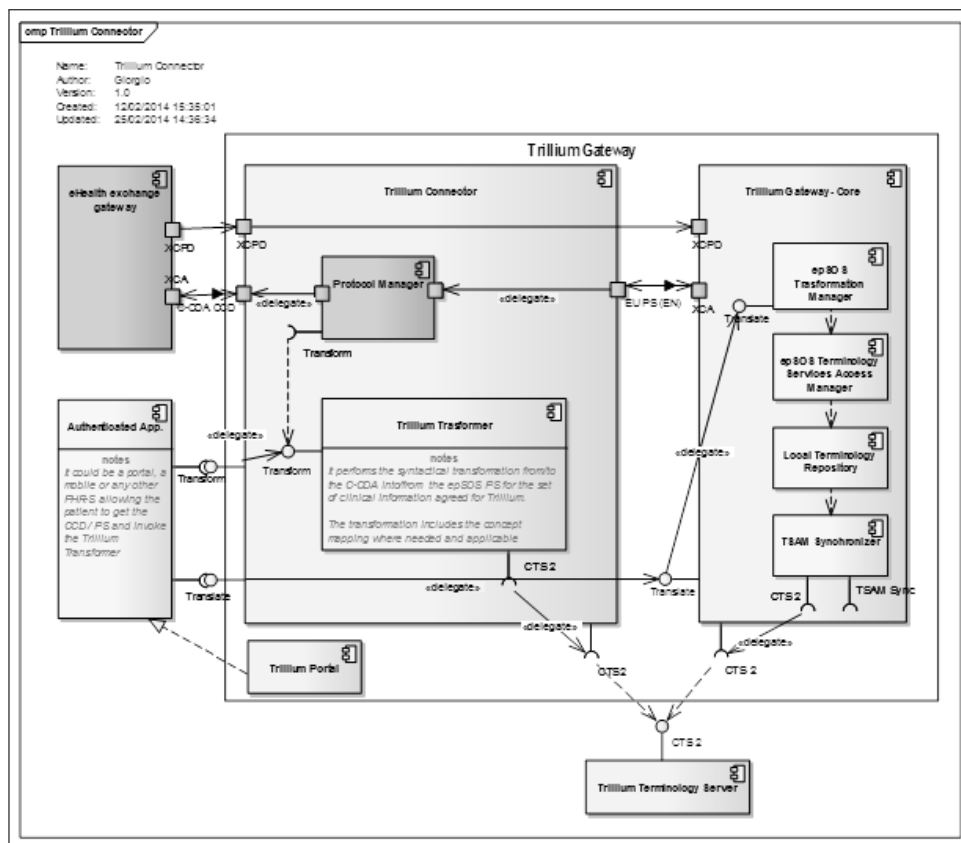 cmp Trillium Connector
Name: Trillium Connector
Author: Giorgio
Version: 1.0
Created: 12/02/2014 15:35:01
Updated: 25/02/2014 14:36:34
Trillium Gateway
eHealth exchange
gateway
Trillium Connector
Trillium Gateway - Core
XCPD
XCPD
XCPD
XCA
C-CDA CCD
«delegate»
Protocol Manager
«delegate»
EU PS (EN)
XCA
Transform
epSOS
Trasformation
Manager
Translate
epSOS Terminology
Services Access
Manager
Local Terminology
Repository
TSAM Synchronizer
CTS 2
TSAM Sync
«delegate»
Authenticated App.
notes
It could be a portal, a
mobile or any other
PHR-S allowing the
patient to get the
CCD / PS and invoke
the Trillium
Transformer
Transform
«delegate»
Transform
Trillium Trasformer
notes
It performs the syntactical transformation from/to
the C-CDA into/from the epSOS PS for the set
of clinical information agreed for Trillium.
The transformation includes the concept
mapping where needed and applicable
CTS 2
Translate
«delegate»
Translate
«delegate»
«delegate»
CTS2
CTS 2
Trillium Portal
CTS 2
Trillium Terminology Server